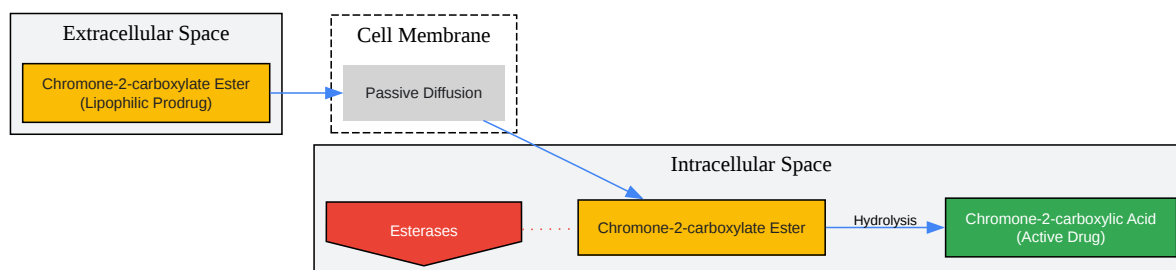 Extracellular Space
Chromone-2-carboxylate Ester
(Lipophilic Prodrug)
Cell Membrane
Passive Diffusion
Intracellular Space
Esterases
Chromone-2-carboxylate Ester
Hydrolysis
Chromone-2-carboxylic Acid
(Active Drug)